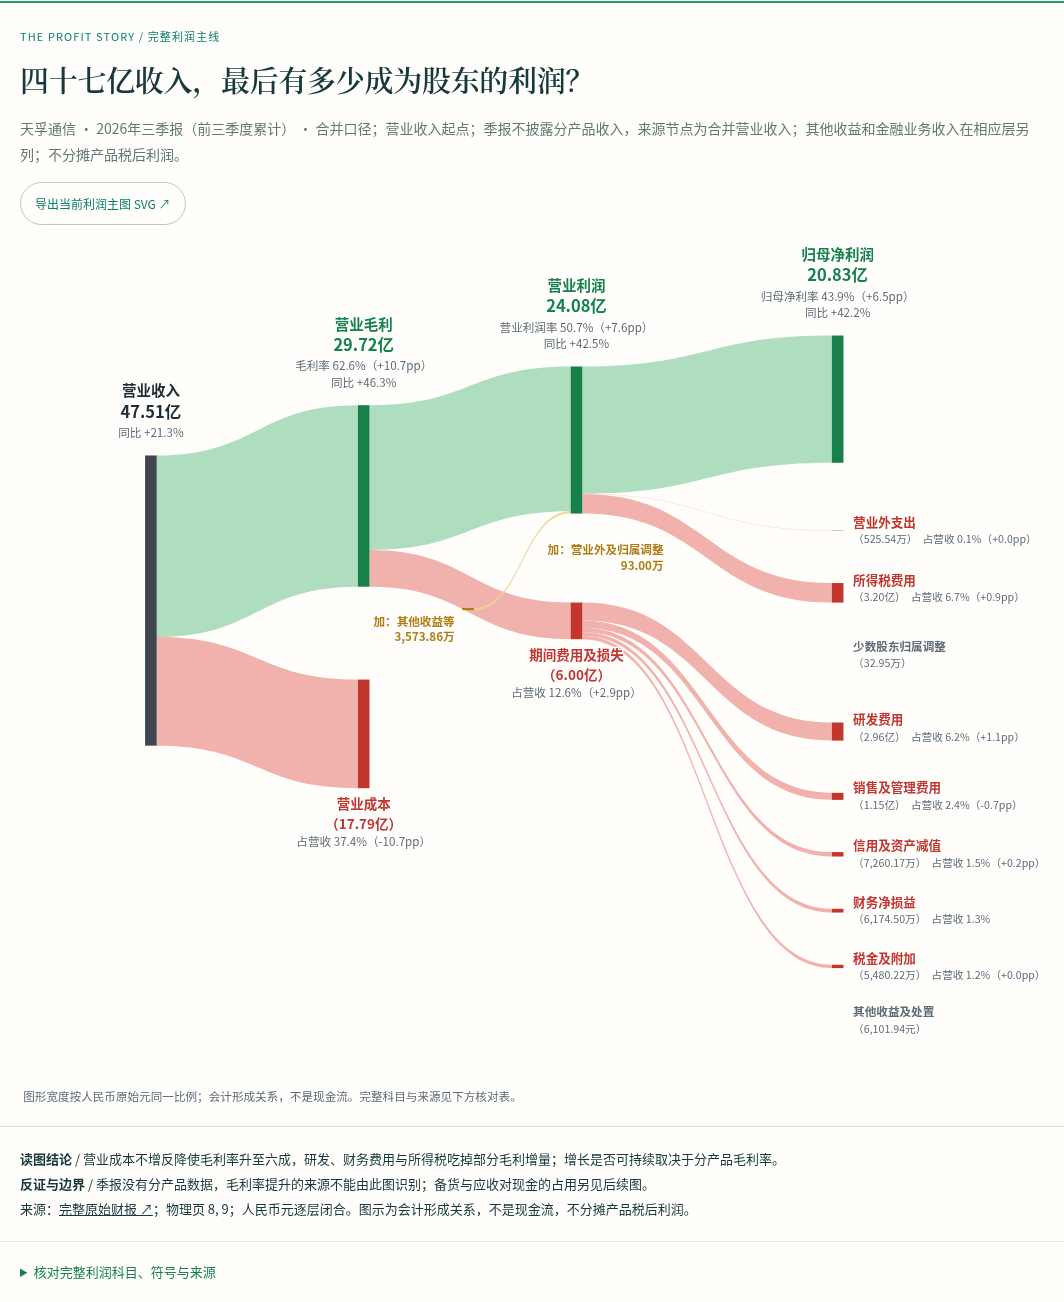 THE PROFIT STORY / 完整利润主线
四十七亿收入，最后有多少成为股东的利润？
天孚通信 · 2026年三季报（前三季度累计） · 合并口径；营业收入起点；季报不披露分产品收入，来源节点为合并营业收入；其他收益和金融业务收入在相应层另
列；不分摊产品税后利润。
导出当前利润主图 SVG ↗
归母净利润
20.83亿
归母净利率 43.9%（+6.5pp）
同比 +42.2%
营业利润
24.08亿
营业利润率 50.7%（+7.6pp）
同比 +42.5%
营业毛利
29.72亿
毛利率 62.6%（+10.7pp）
同比 +46.3%
营业收入
47.51亿
同比 +21.3%
营业外支出
（525.54万） 占营收 0.1%（+0.0pp）
加：营业外及归属调整
93.00万
所得税费用
（3.20亿） 占营收 6.7%（+0.9pp）
加：其他收益等
3,573.86万
少数股东归属调整
（32.95万）
期间费用及损失
（6.00亿）
占营收 12.6%（+2.9pp）
研发费用
（2.96亿） 占营收 6.2%（+1.1pp）
销售及管理费用
（1.15亿） 占营收 2.4%（-0.7pp）
营业成本
（17.79亿）
占营收 37.4%（-10.7pp）
信用及资产减值
（7,260.17万） 占营收 1.5%（+0.2pp）
财务净损益
（6,174.50万） 占营收 1.3%
税金及附加
（5,480.22万） 占营收 1.2%（+0.0pp）
其他收益及处置
（6,101.94元）
图形宽度按人民币原始元同一比例；会计形成关系，不是现金流。完整科目与来源见下方核对表。
读图结论 / 营业成本不增反降使毛利率升至六成，研发、财务费用与所得税吃掉部分毛利增量；增长是否可持续取决于分产品毛利率。
反证与边界 / 季报没有分产品数据，毛利率提升的来源不能由此图识别；备货与应收对现金的占用另见后续图。
来源：完整原始财报 ↗；物理页 8, 9；人民币元逐层闭合。图示为会计形成关系，不是现金流，不分摊产品税后利润。
▶ 核对完整利润科目、符号与来源